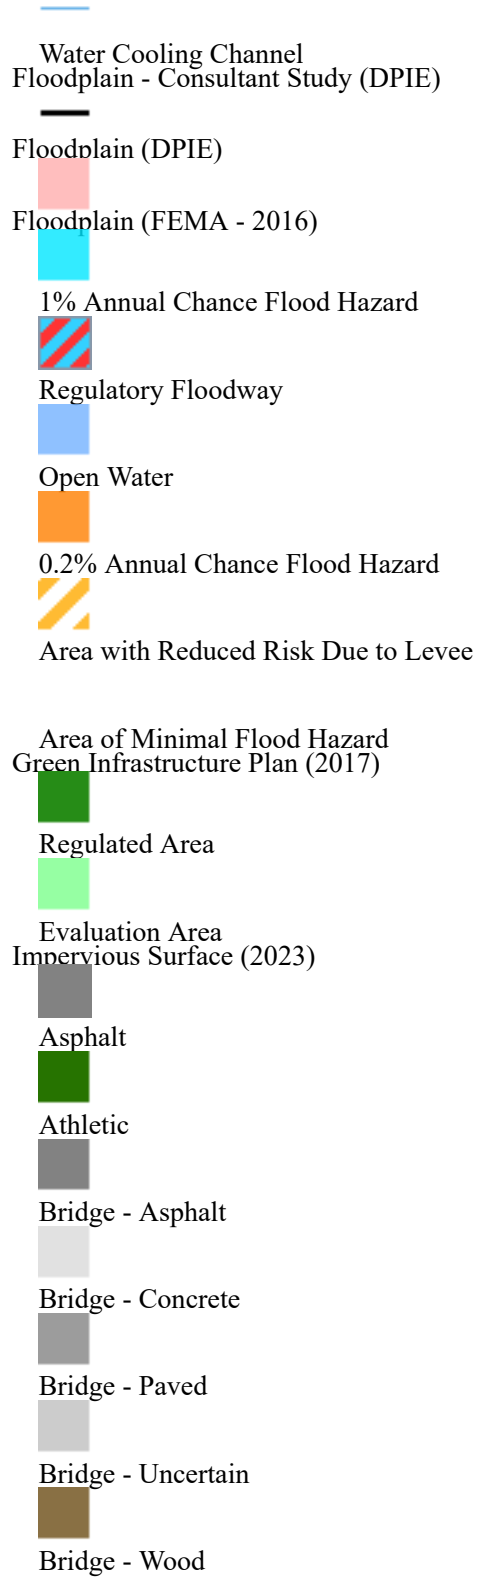 Water Cooling Channel
Floodplain - Consultant Study (DPIE)
Floodplain (DPIE)
Floodplain (FEMA - 2016)
1% Annual Chance Flood Hazard
Regulatory Floodway
Open Water
0.2% Annual Chance Flood Hazard
Area with Reduced Risk Due to Levee
Area of Minimal Flood Hazard
Green Infrastructure Plan (2017)
Regulated Area
Evaluation Area
Impervious Surface (2023)
Asphalt
Athletic
Bridge - Asphalt
Bridge - Concrete
Bridge - Paved
Bridge - Uncertain
Bridge - Wood